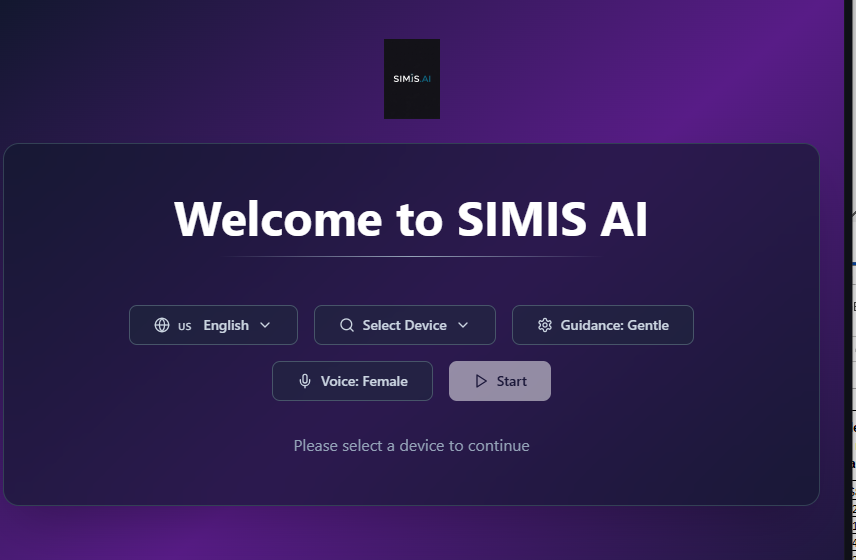 SIMIS.AI
Welcome to SIMIS AI
US English
Select Device
Guidance: Gentle
Voice: Female
Start
Please select a device to continue